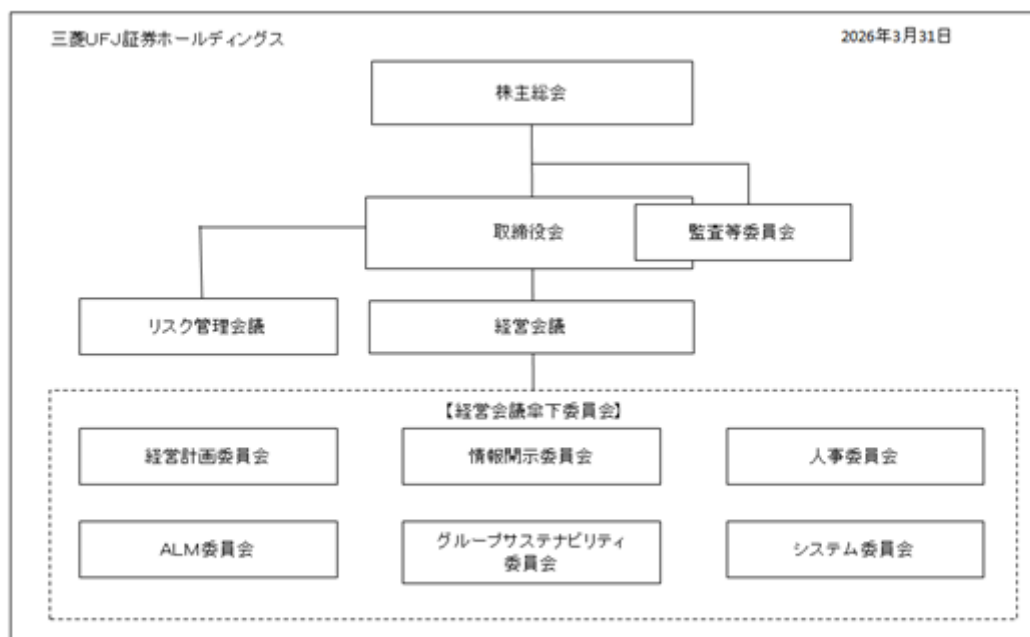 三菱UFJ証券ホールディングス
2026年3月31日
株主総会
取締役会
監査等委員会
リスク管理会議
経営会議
【経営会議傘下委員会】
経営計画委員会
情報開示委員会
人事委員会
ALM委員会
グループサステナビリティ
委員会
システム委員会